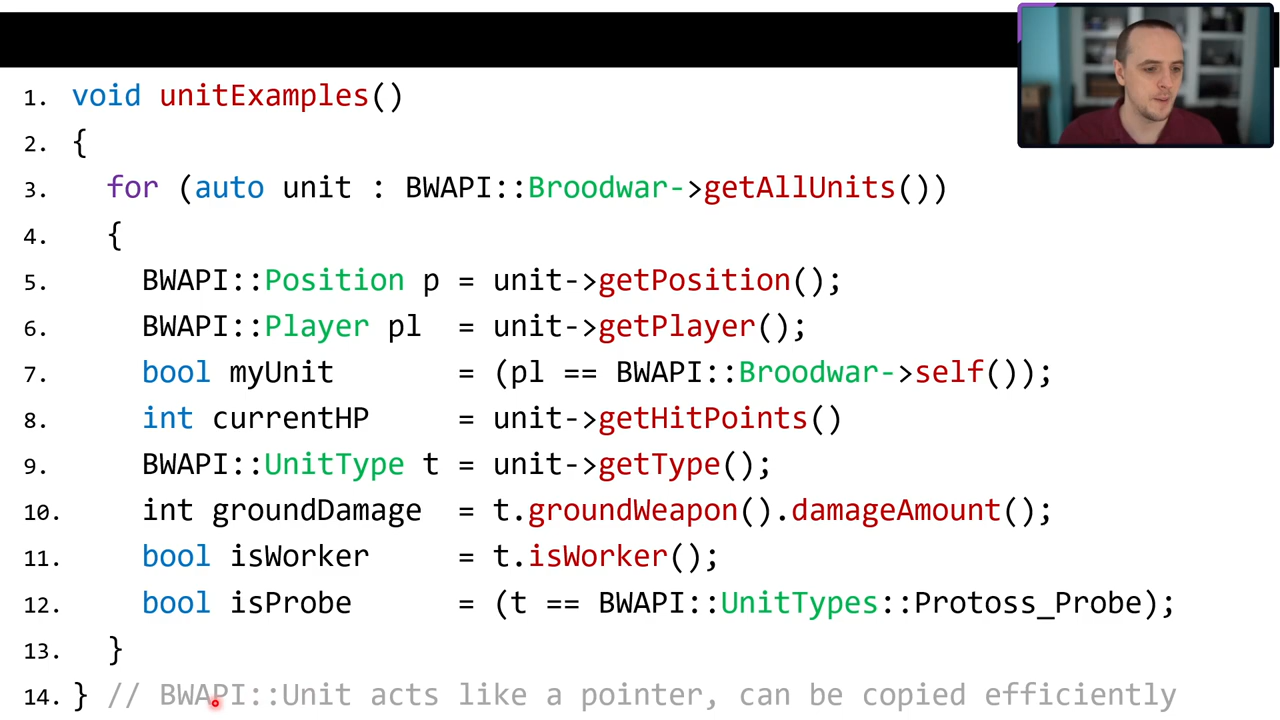 1. void unitExamples()
2. {
3. for (auto unit : BWAPI::Broodwar->getAllUnits())
4. {
5. BWAPI::Position p = unit->getPosition();
6. BWAPI::Player pl = unit->getPlayer();
7. bool myUnit = (pl == BWAPI::Broodwar->self());
8. int currentHP = unit->getHitPoints()
9. BWAPI::UnitType t = unit->getType();
10. int groundDamage = t.groundWeapon().damageAmount();
11. bool isWorker = t.isWorker();
12. bool isProbe = (t == BWAPI::UnitTypes::Protoss_Probe);
13. }
14. } // BWAPI::Unit acts like a pointer, can be copied efficiently